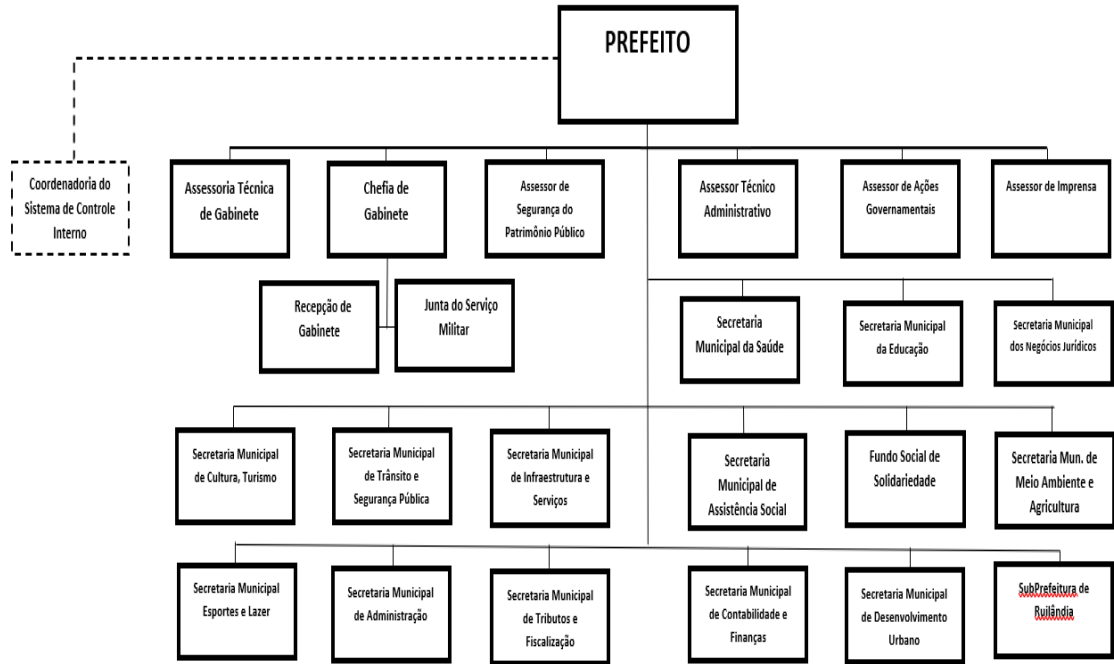 PREFEITO
Coordenadoria do
Sistema de Controle
Interno
Assessoria Técnica
de Gabinete
Chefia de
Gabinete
Assessor de
Segurança do
Patrimônio Público
Assessor Técnico
Administrativo
Assessor de Ações
Governamentais
Assessor de Imprensa
Recepção de
Gabinete
Junta do Serviço
Militar
Secretaria
Municipal da Saúde
Secretaria Municipal
da Educação
Secretaria Municipal
dos Negócios Jurídicos
Secretaria Municipal
de Cultura, Turismo
Secretaria Municipal
de Trânsito e
Segurança Pública
Secretaria Municipal
de Infraestrutura e
Serviços
Secretaria
Municipal de
Assistência Social
Fundo Social de
Solidariedade
Secretaria Mun. de
Meio Ambiente e
Agricultura
Secretaria Municipal
Esportes e Lazer
Secretaria Municipal
de Administração
Secretaria Municipal
de Tributos e
Fiscalização
Secretaria Municipal
de Contabilidade e
Finanças
Secretaria Municipal
de Desenvolvimento
Urbano
SubPrefeitura de
Ruilândia